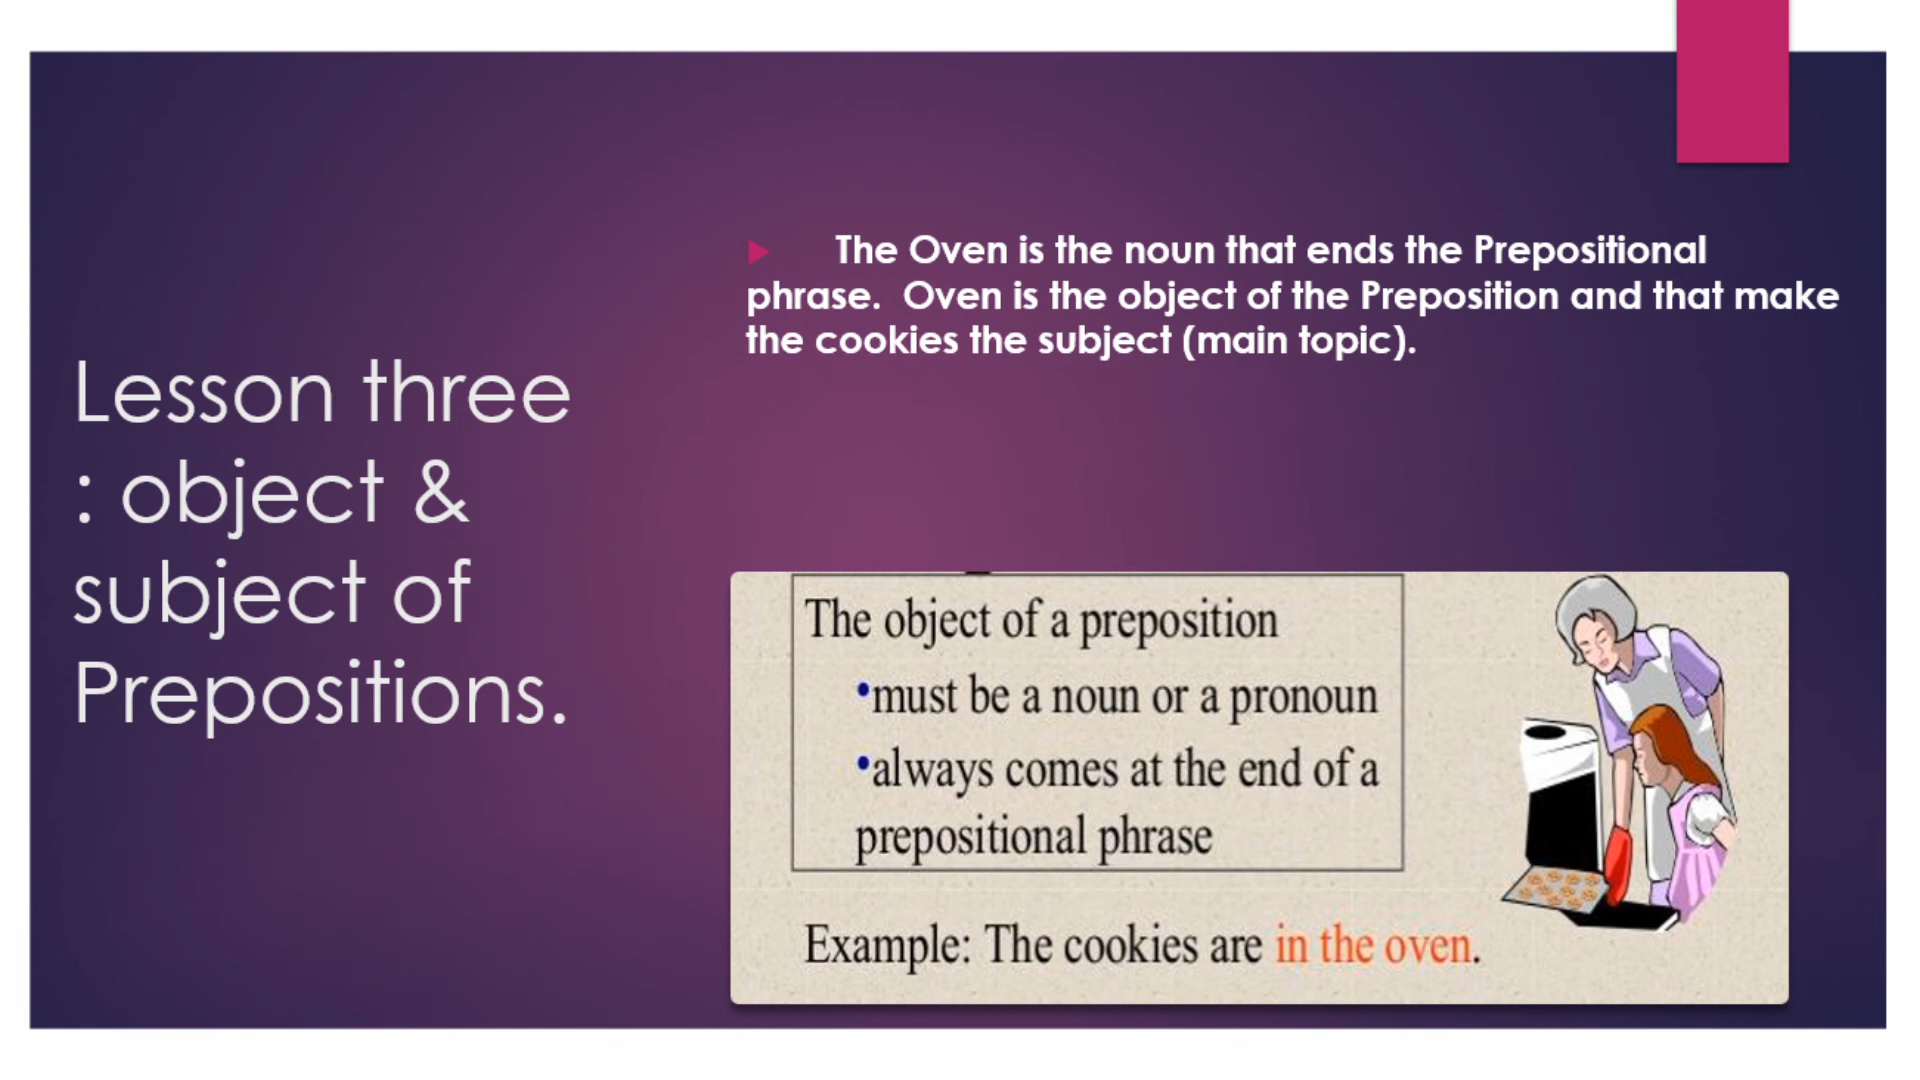 Lesson three
: object &
subject of
Prepositions.
The Oven is the noun that ends the Prepositional
phrase.  Oven is the object of the Preposition and that make
the cookies the subject (main topic).
The object of a preposition
•must be a noun or a pronoun
•always comes at the end of a
prepositional phrase
Example: The cookies are in the oven.